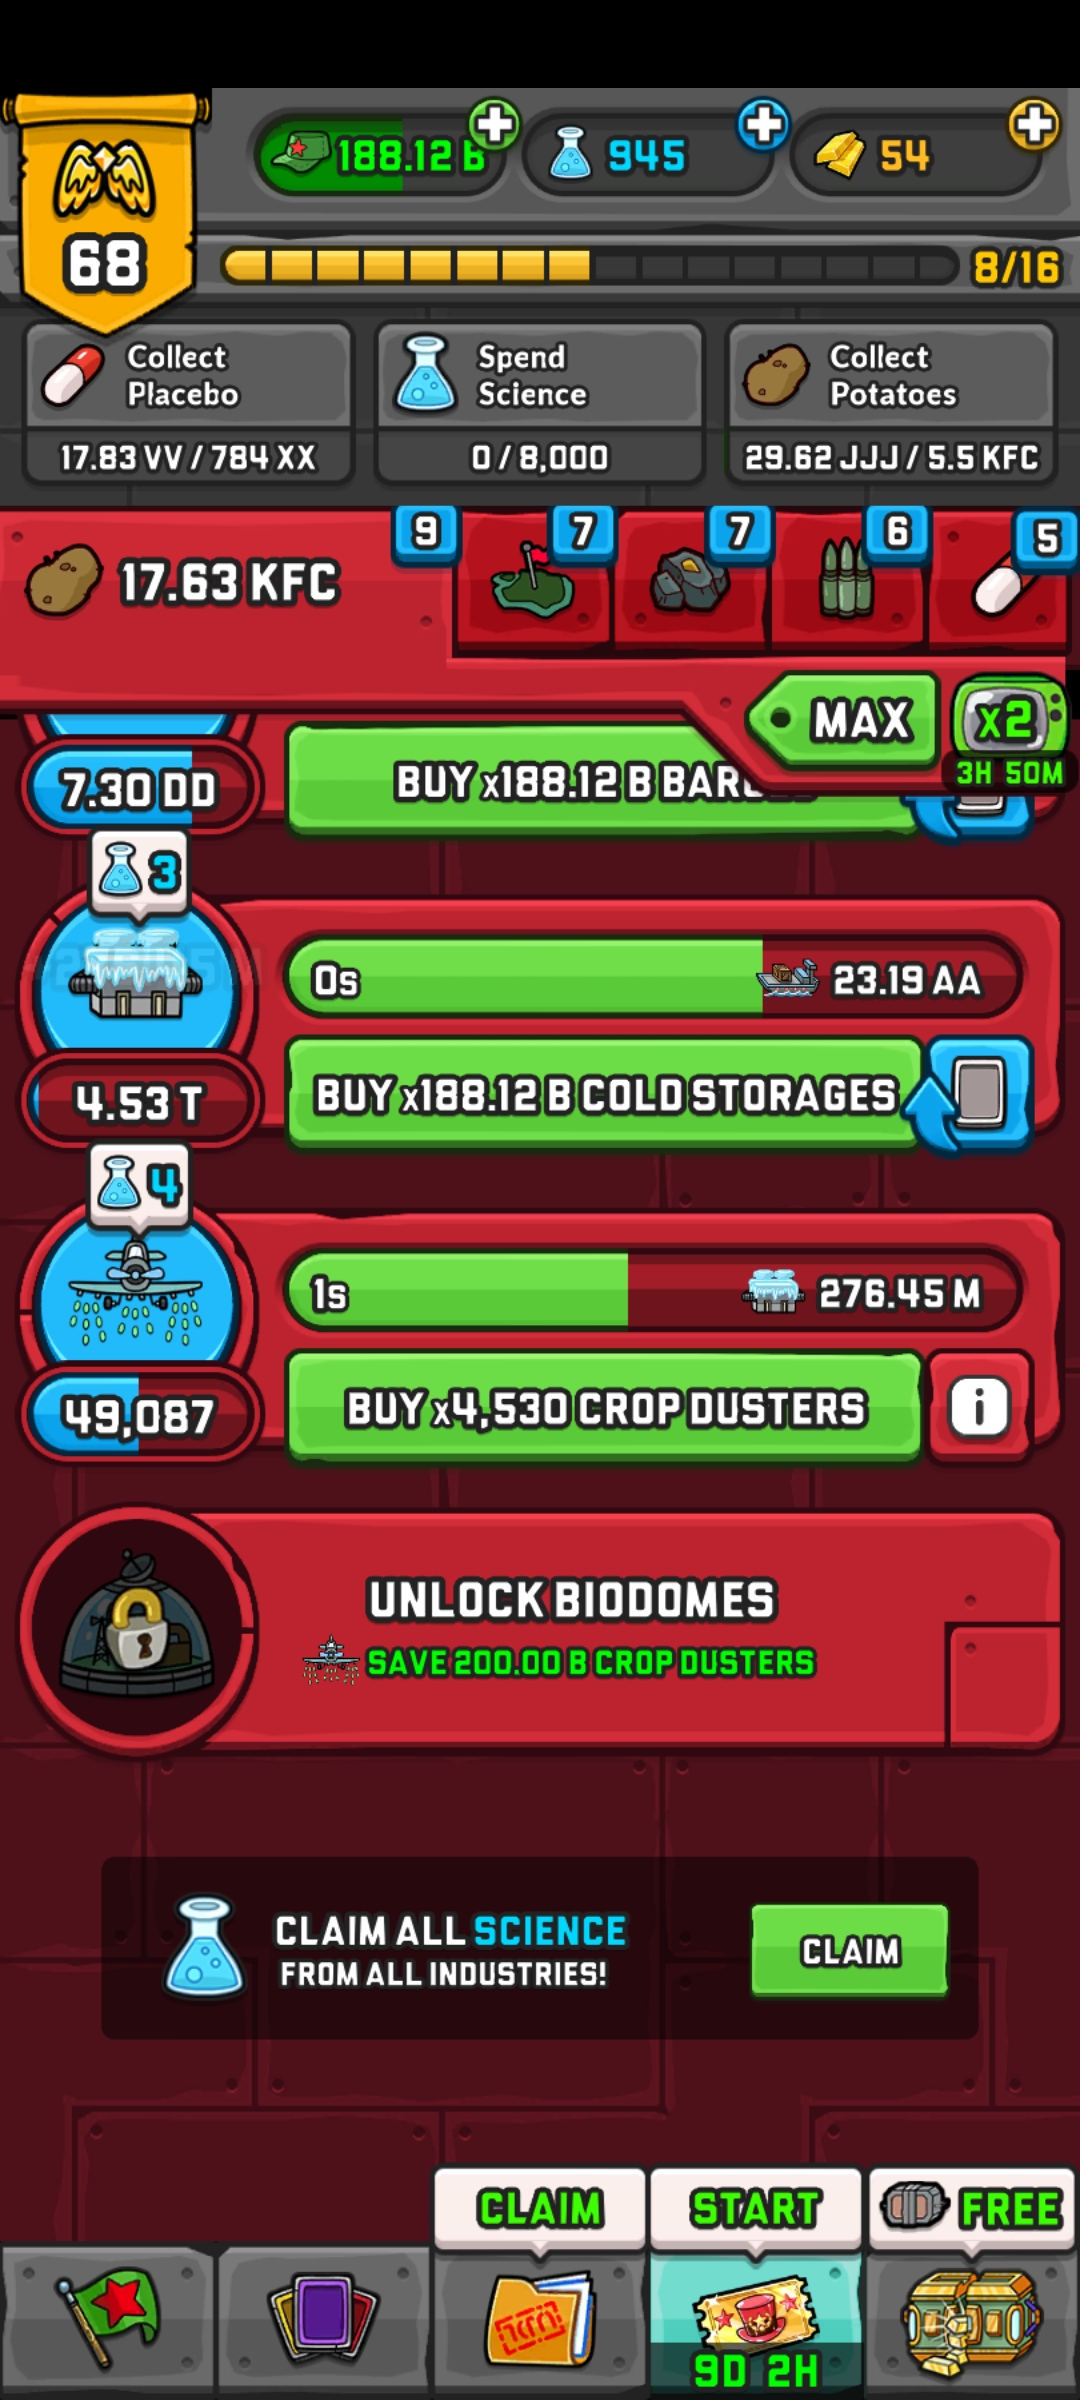 188.12 B
945
54
68
8/16
Collect
Placebo
17.83 VV / 784 XX
Spend
Science
0 / 8,000
Collect
Potatoes
29.62 JJJ / 5.5 KFC
17.63 KFC
9
7
7
6
5
MAX
x2
3H 50M
7.30 DD
BUY x188.12 B
3
0s
23.19 AA
4.53 T
BUY x188.12 B COLD STORAGES
4
1s
276.45 M
49,087
BUY x4,530 CROP DUSTERS
i
UNLOCK BIODOMES
SAVE 200.00 B CROP DUSTERS
CLAIM ALL SCIENCE
FROM ALL INDUSTRIES!
CLAIM
CLAIM
START
FREE
9D 2H